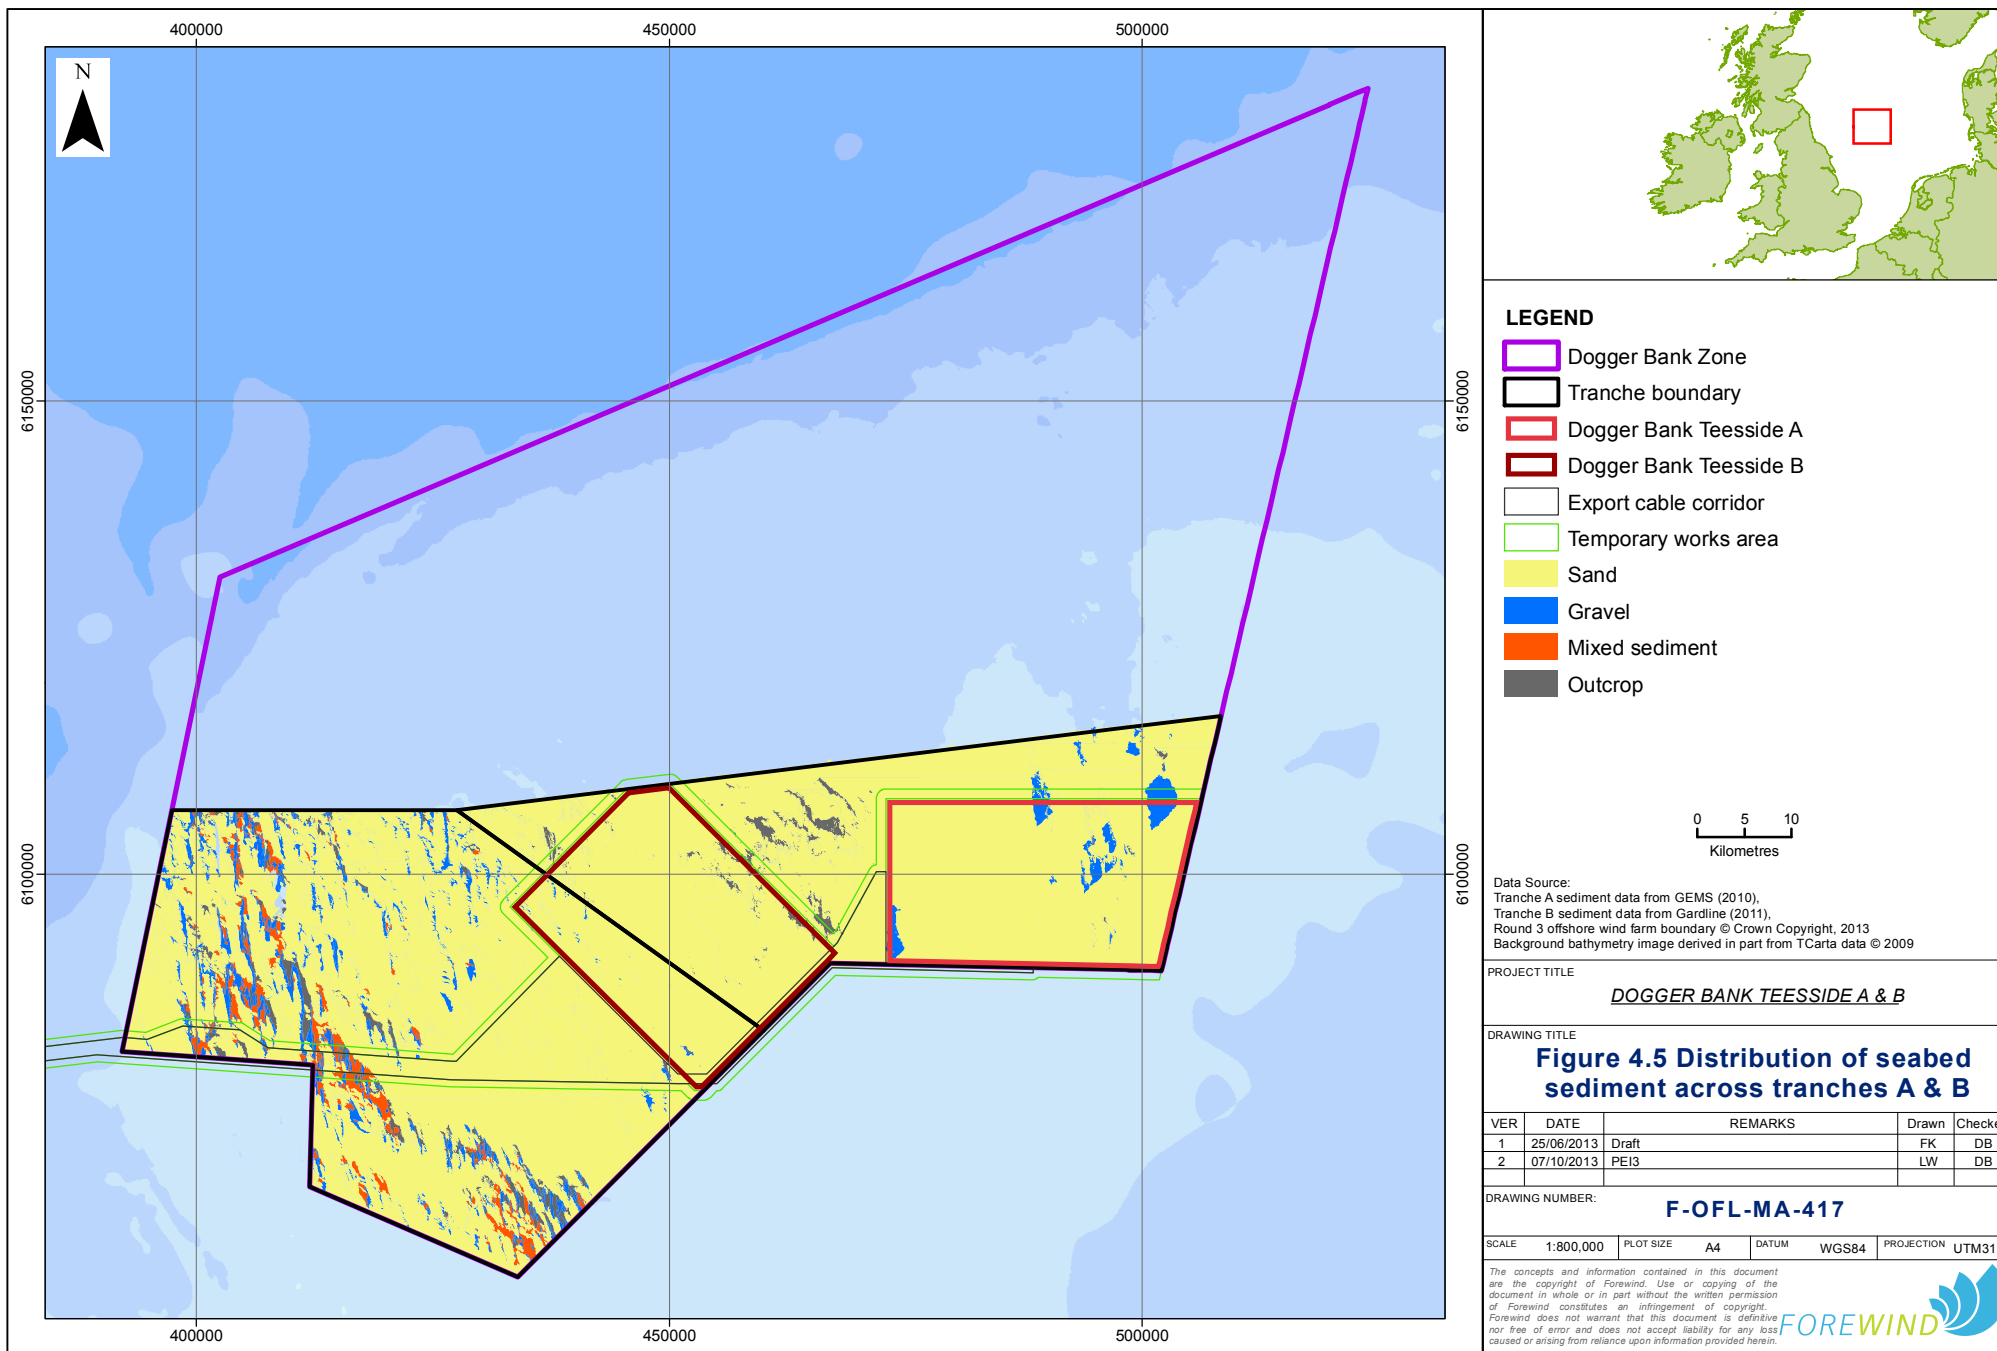 400000
450000
500000
N
6150000
6150000
6100000
6100000
400000
450000
500000
LEGEND
Dogger Bank Zone
Tranche boundary
Dogger Bank Teesside A
Dogger Bank Teesside B
Export cable corridor
Temporary works area
Sand
Gravel
Mixed sediment
Outcrop
0 5 10
Kilometres
Data Source:
Tranche A sediment data from GEMS (2010),
Tranche B sediment data from Gardline (2011),
Round 3 offshore wind farm boundary © Crown Copyright, 2013
Background bathymetry image derived in part from TCarta data © 2009
PROJECT TITLE
DOGGER BANK TEESSIDE A & B
DRAWING TITLE
Figure 4.5 Distribution of seabed
sediment across tranches A & B
VER DATE REMARKS Drawn Checke
1 25/06/2013 Draft FK DB
2 07/10/2013 PEI3 LW DB
DRAWING NUMBER:
F-OFL-MA-417
SCALE 1:800,000 PLOT SIZE A4 DATUM WGS84 PROJECTION UTM31
The concepts and information contained in this document
are the copyright of Forewind. Use or copying of the
document in whole or in part without the written permission
of Forewind constitutes an infringement of copyright.
Forewind does not warrant that this document is definitive
nor free of error and does not accept liability for any loss
caused or arising from reliance upon information provided herein.
FOREWIND